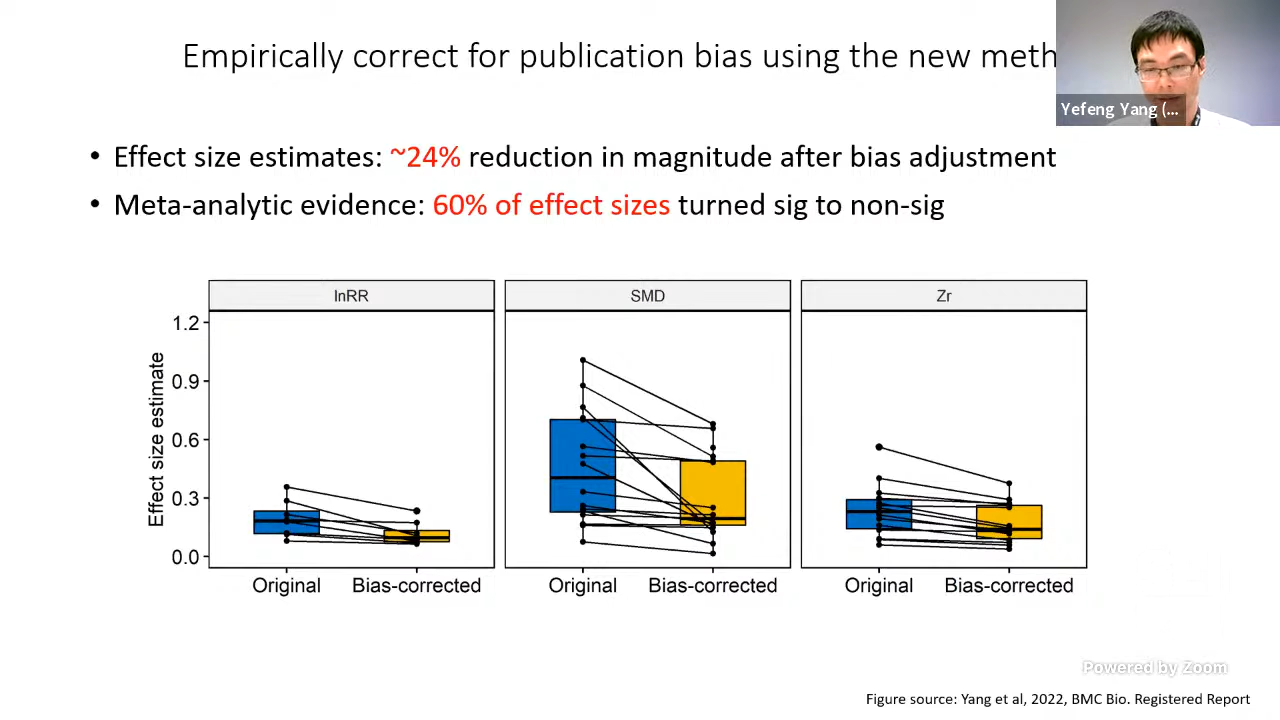 Empirically correct for publication bias using the new meth
Yefeng Yang (...
• Effect size estimates: ~24% reduction in magnitude after bias adjustment
• Meta-analytic evidence: 60% of effect sizes turned sig to non-sig
lnRR
SMD
Zr
Effect size estimate
1.2
0.9
0.6
0.3
0.0
Original
Bias-corrected
Original
Bias-corrected
Original
Bias-corrected
Powered by Zoom
Figure source: Yang et al, 2022, BMC Bio. Registered Report